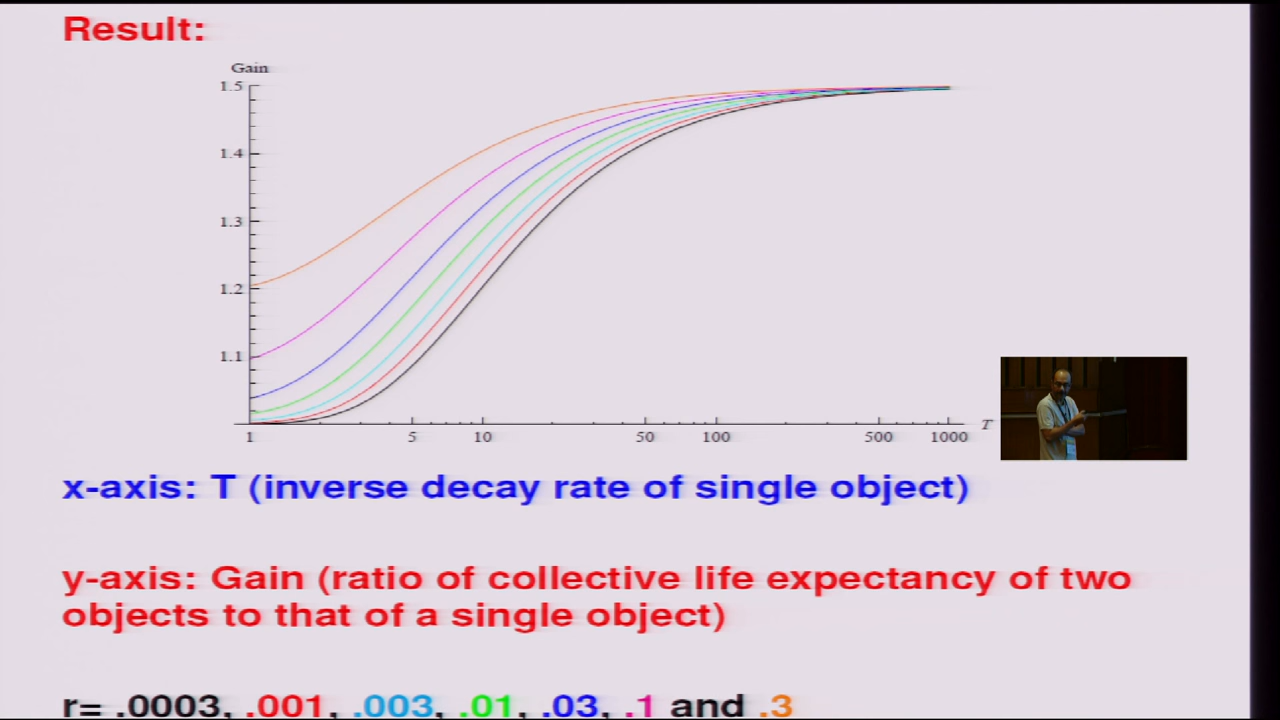 Result:
Gain
1.5
1.4
1.3
1.2
1.1
1 5 10 50 100 500 1000 T
x-axis: T (inverse decay rate of single object)
y-axis: Gain (ratio of collective life expectancy of two
objects to that of a single object)
r= .0003, .001, .003, .01, .03, .1 and .3